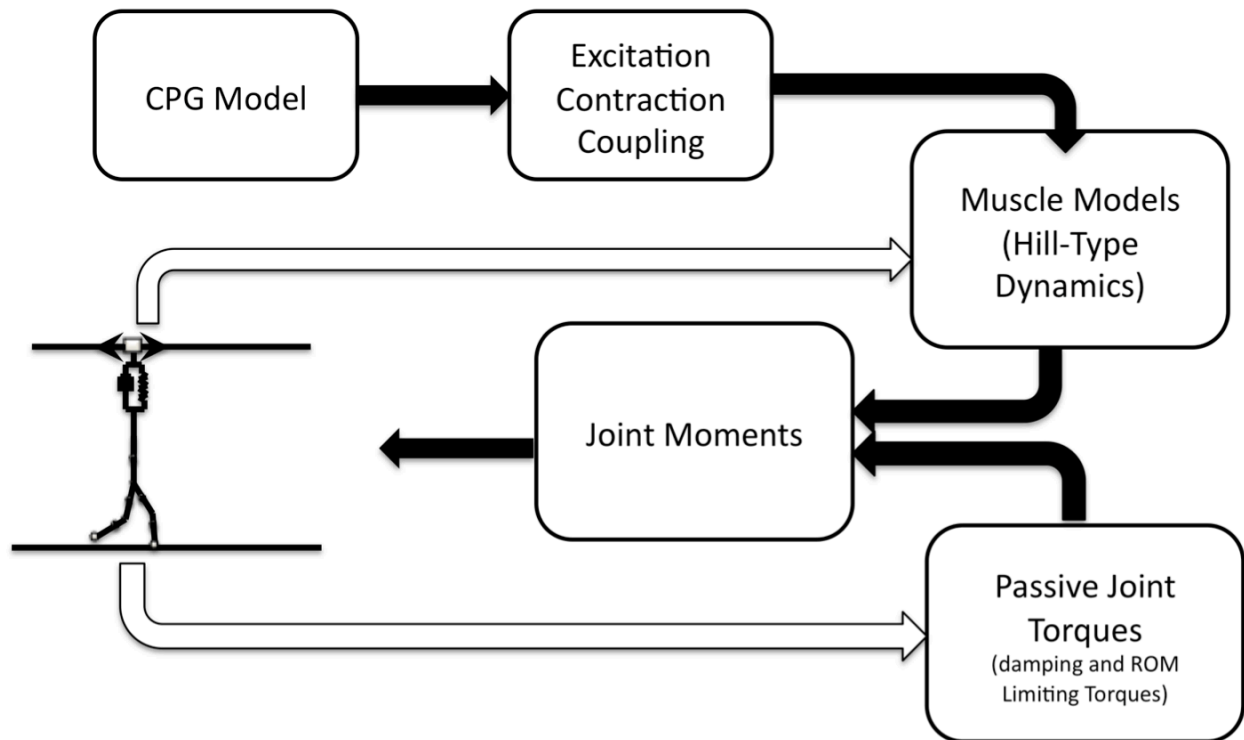 CPG Model
Excitation
Contraction
Coupling
Muscle Models
(Hill-Type
Dynamics)
Joint Moments
Passive Joint
Torques
(damping and ROM
Limiting Torques)